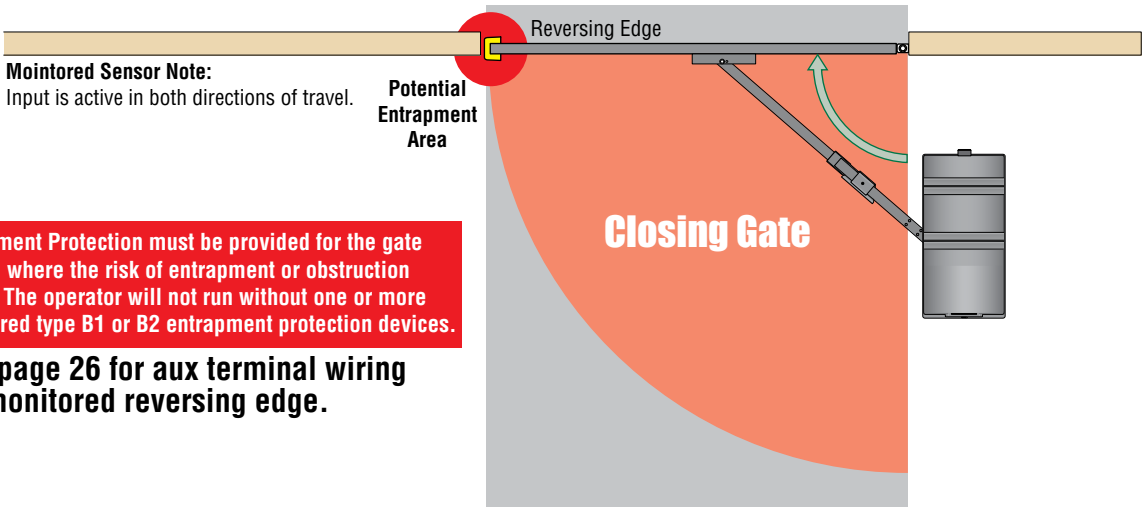 Reversing Edge
Mointored Sensor Note:
Input is active in both directions of travel.
Potential
Entrapment
Area
Closing Gate
Protection must be provided for the gate
where the risk of entrapment or obstruction
The operator will not run without one or more
type B1 or B2 entrapment protection devices.
page 26 for aux terminal wiring
monitored reversing edge.